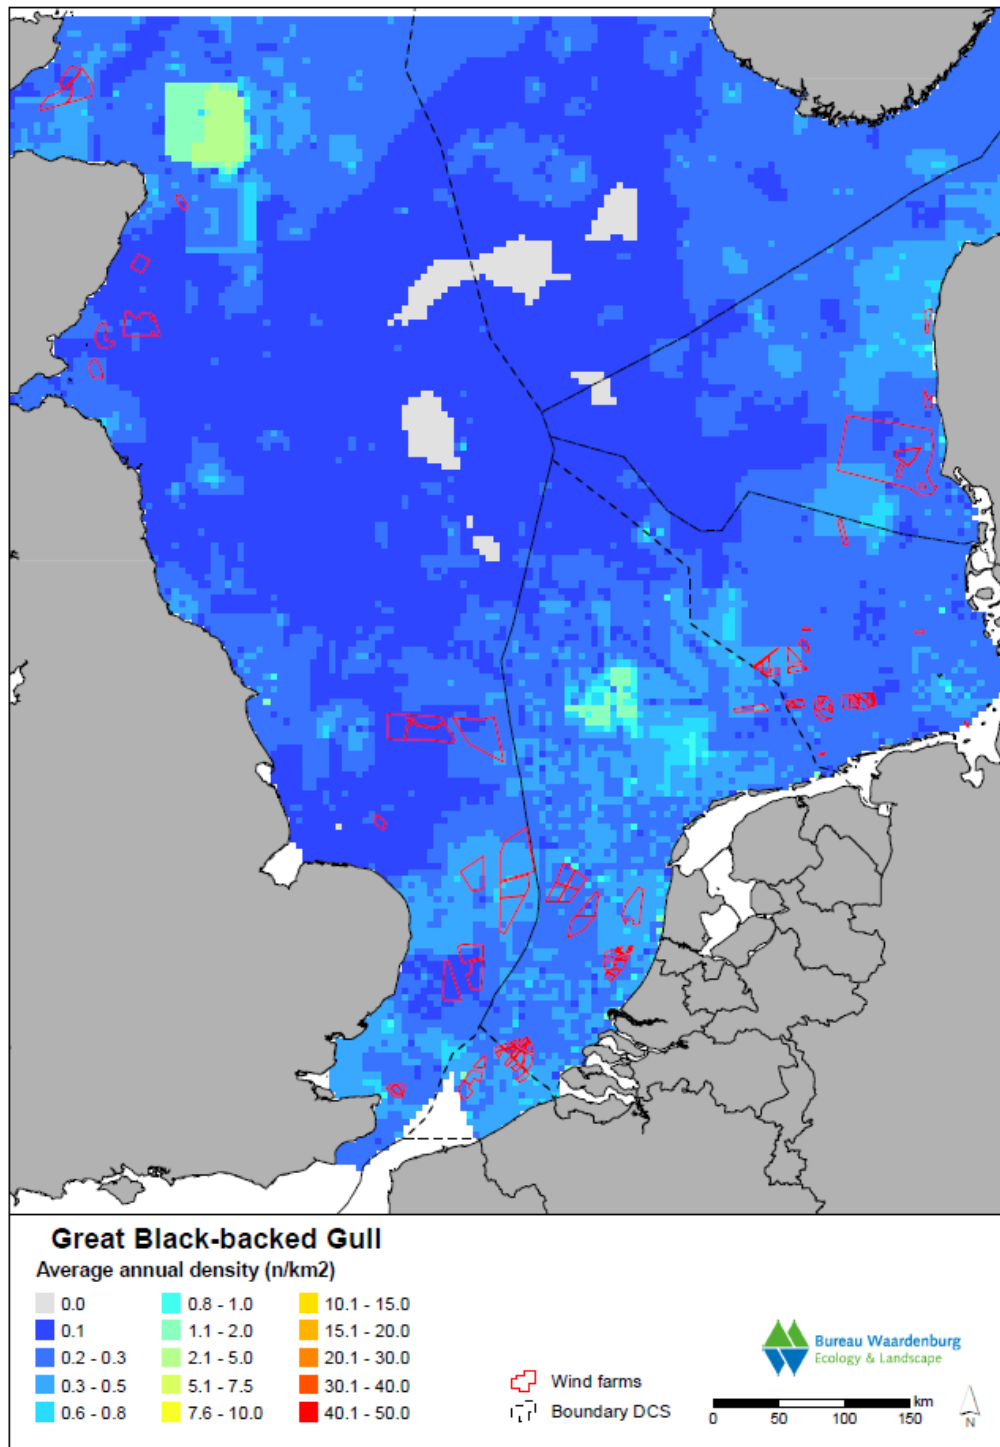 Great Black-backed Gull
Average annual density (n/km2)
0.0
0.1
0.2 - 0.3
0.3 - 0.5
0.6 - 0.8
0.8 - 1.0
1.1 - 2.0
2.1 - 5.0
5.1 - 7.5
7.6 - 10.0
10.1 - 15.0
15.1 - 20.0
20.1 - 30.0
30.1 - 40.0
40.1 - 50.0
Wind farms
Boundary DCS
Bureau Waardenburg
Ecology & Landscape
km
0 50 100 150
N